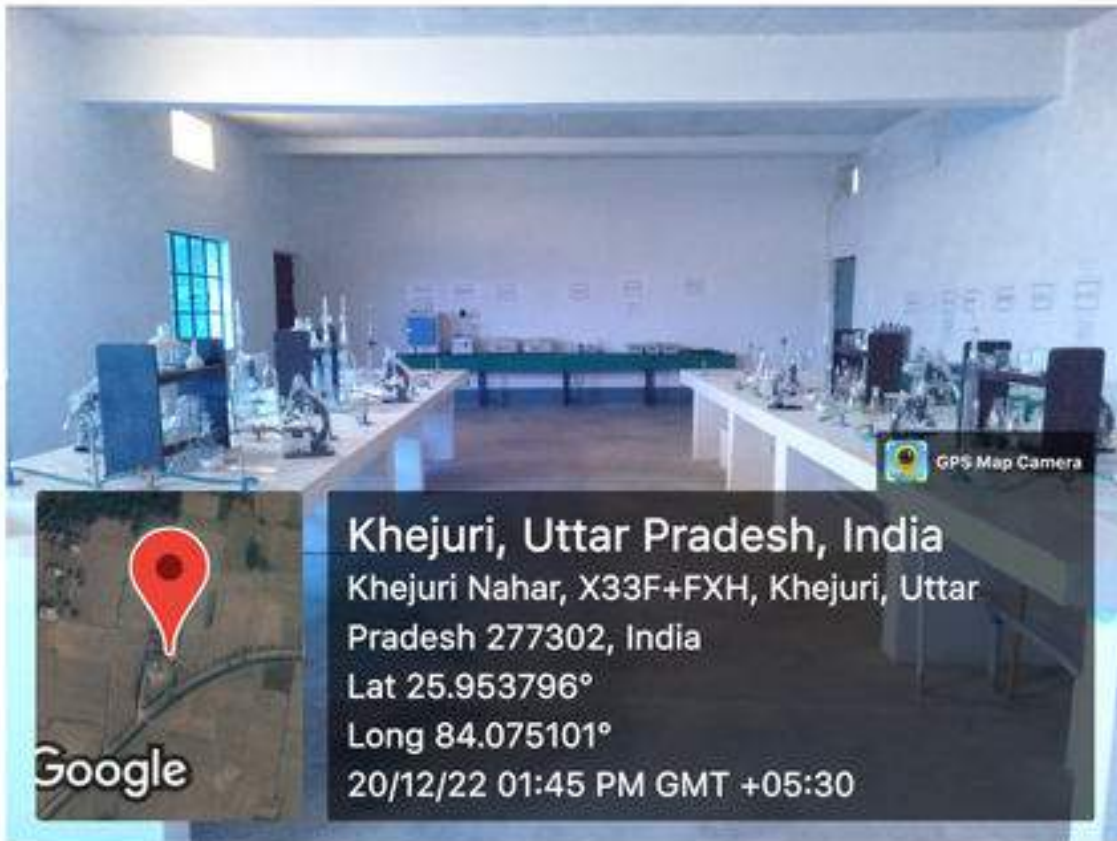 GPS Map Camera
Khejuri, Uttar Pradesh, India
Khejuri Nahar, X33F+FXH, Khejuri, Uttar
Pradesh 277302, India
Lat 25.953796°
Long 84.075101°
20/12/22 01:45 PM GMT +05:30
Google